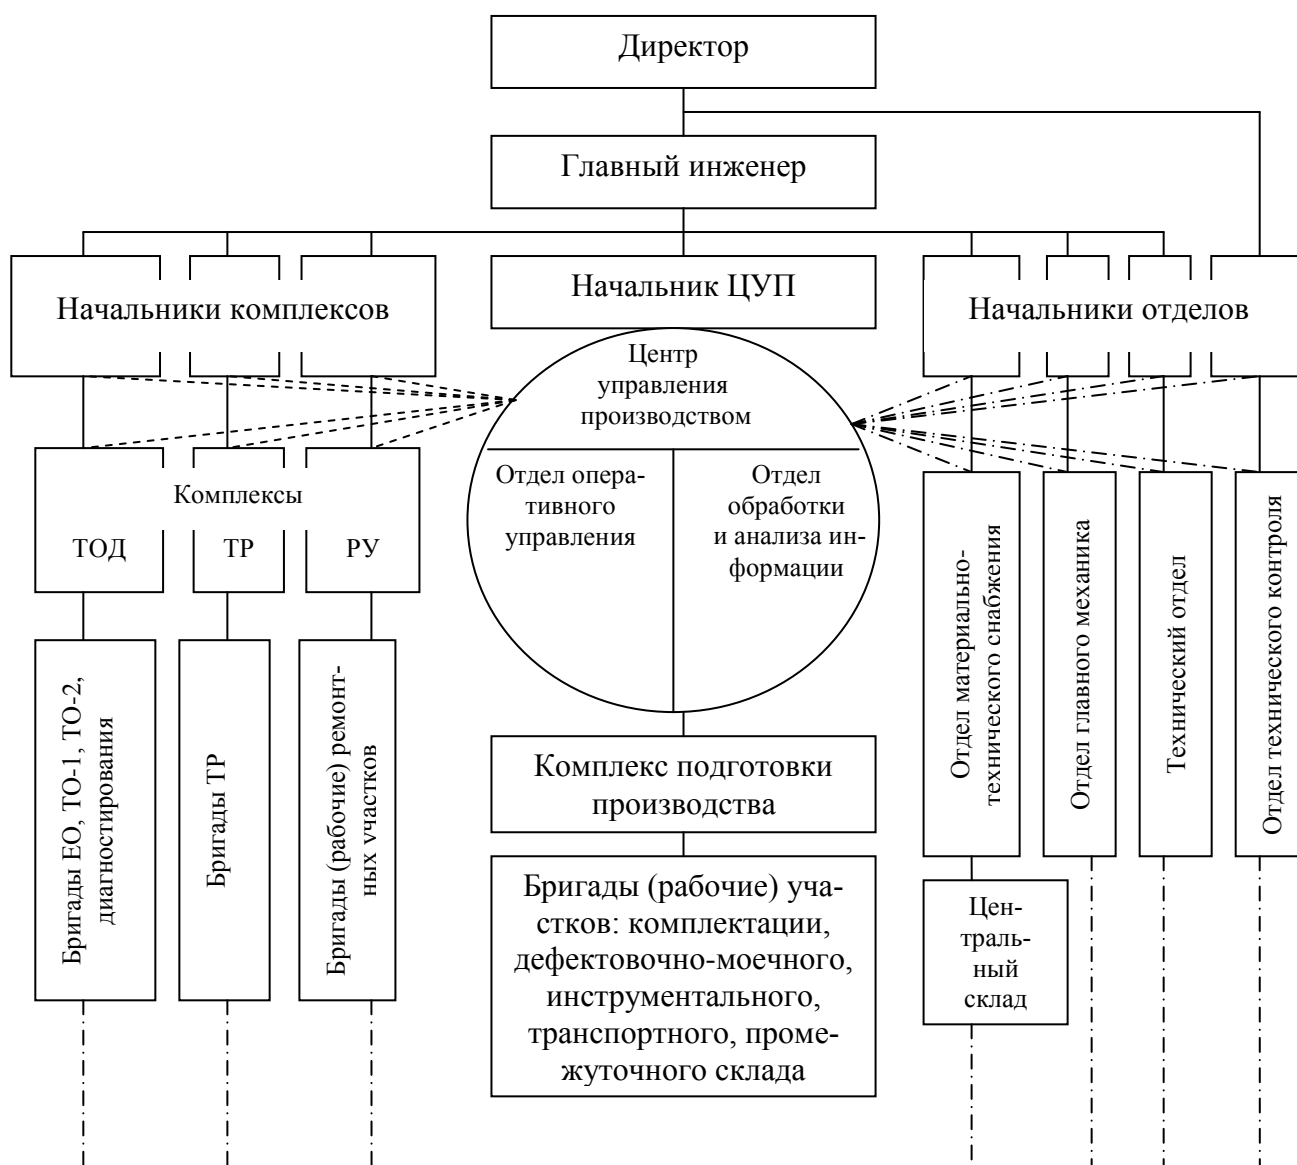 Директор
Главный инженер
Начальники комплексов
Начальник ЦУП
Начальники отделов
Центр
управления
производством
Отдел опера-
тивного
управления
Отдел
обработки
и анализа ин-
формации
Комплексы
ТОД
ТР
РУ
Бригады ЕО, ТО-1, ТО-2,
диагностирования
Бригады ТР
Бригады (рабочие) ремонт-
ных участков
Комплекс подготовки
производства
Бригады (рабочие) уча-
стков: комплектации,
дефектовочно-моечного,
инструментального,
транспортного, проме-
жуточного склада
Отдел материально-
технического снабжения
Отдел главного механика
Технический отдел
Отдел технического контроля
Цен-
траль-
ный
склад